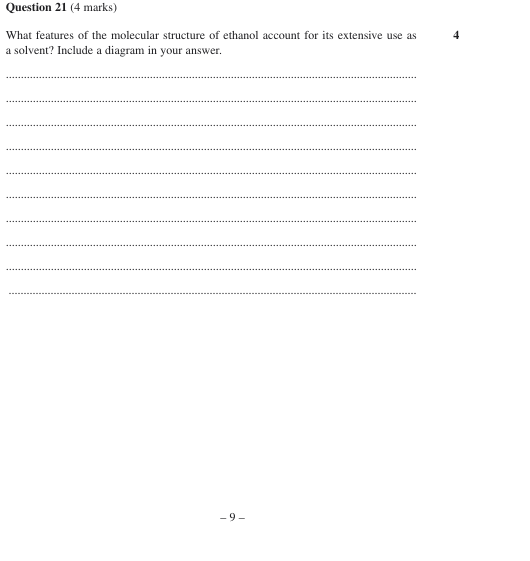 Question 21 (4 marks)
What features of the molecular structure of ethanol account for its extensive use as 4
a solvent? Include a diagram in your answer.
– 9 –